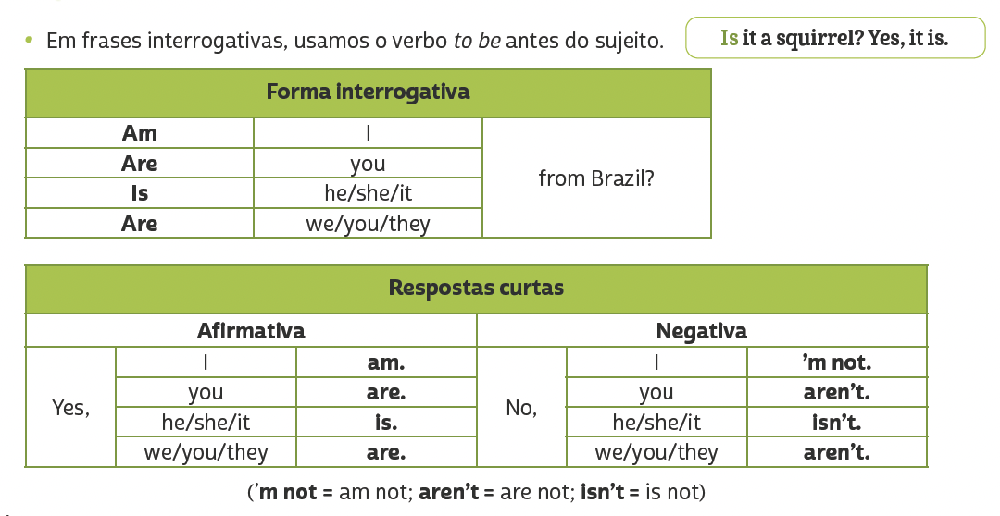 • Em frases interrogativas, usamos o verbo to be antes do sujeito.
Is it a squirrel? Yes, it is.
Forma interrogativa
Am I
Are you
Is he/she/it
Are we/you/they
from Brazil?
Respostas curtas
Afirmativa Negativa
Yes,
I am.
you are.
he/she/it is.
we/you/they are.
No,
I ’m not.
you aren’t.
he/she/it isn’t.
we/you/they aren’t.
(’m not = am not; aren’t = are not; isn’t = is not)